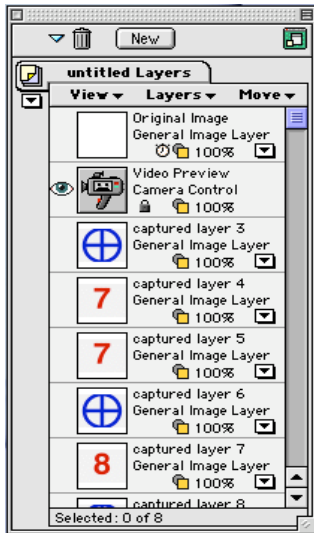 New
untitled Layers
View Layers Move
Original Image
General Image Layer
100%
Video Preview
Camera Control
100%
captured layer 3
General Image Layer
100%
7
captured layer 4
General Image Layer
100%
7
captured layer 5
General Image Layer
100%
captured layer 6
General Image Layer
100%
8
captured layer 7
General Image Layer
100%
captured layer 8
Selected: 0 of 8